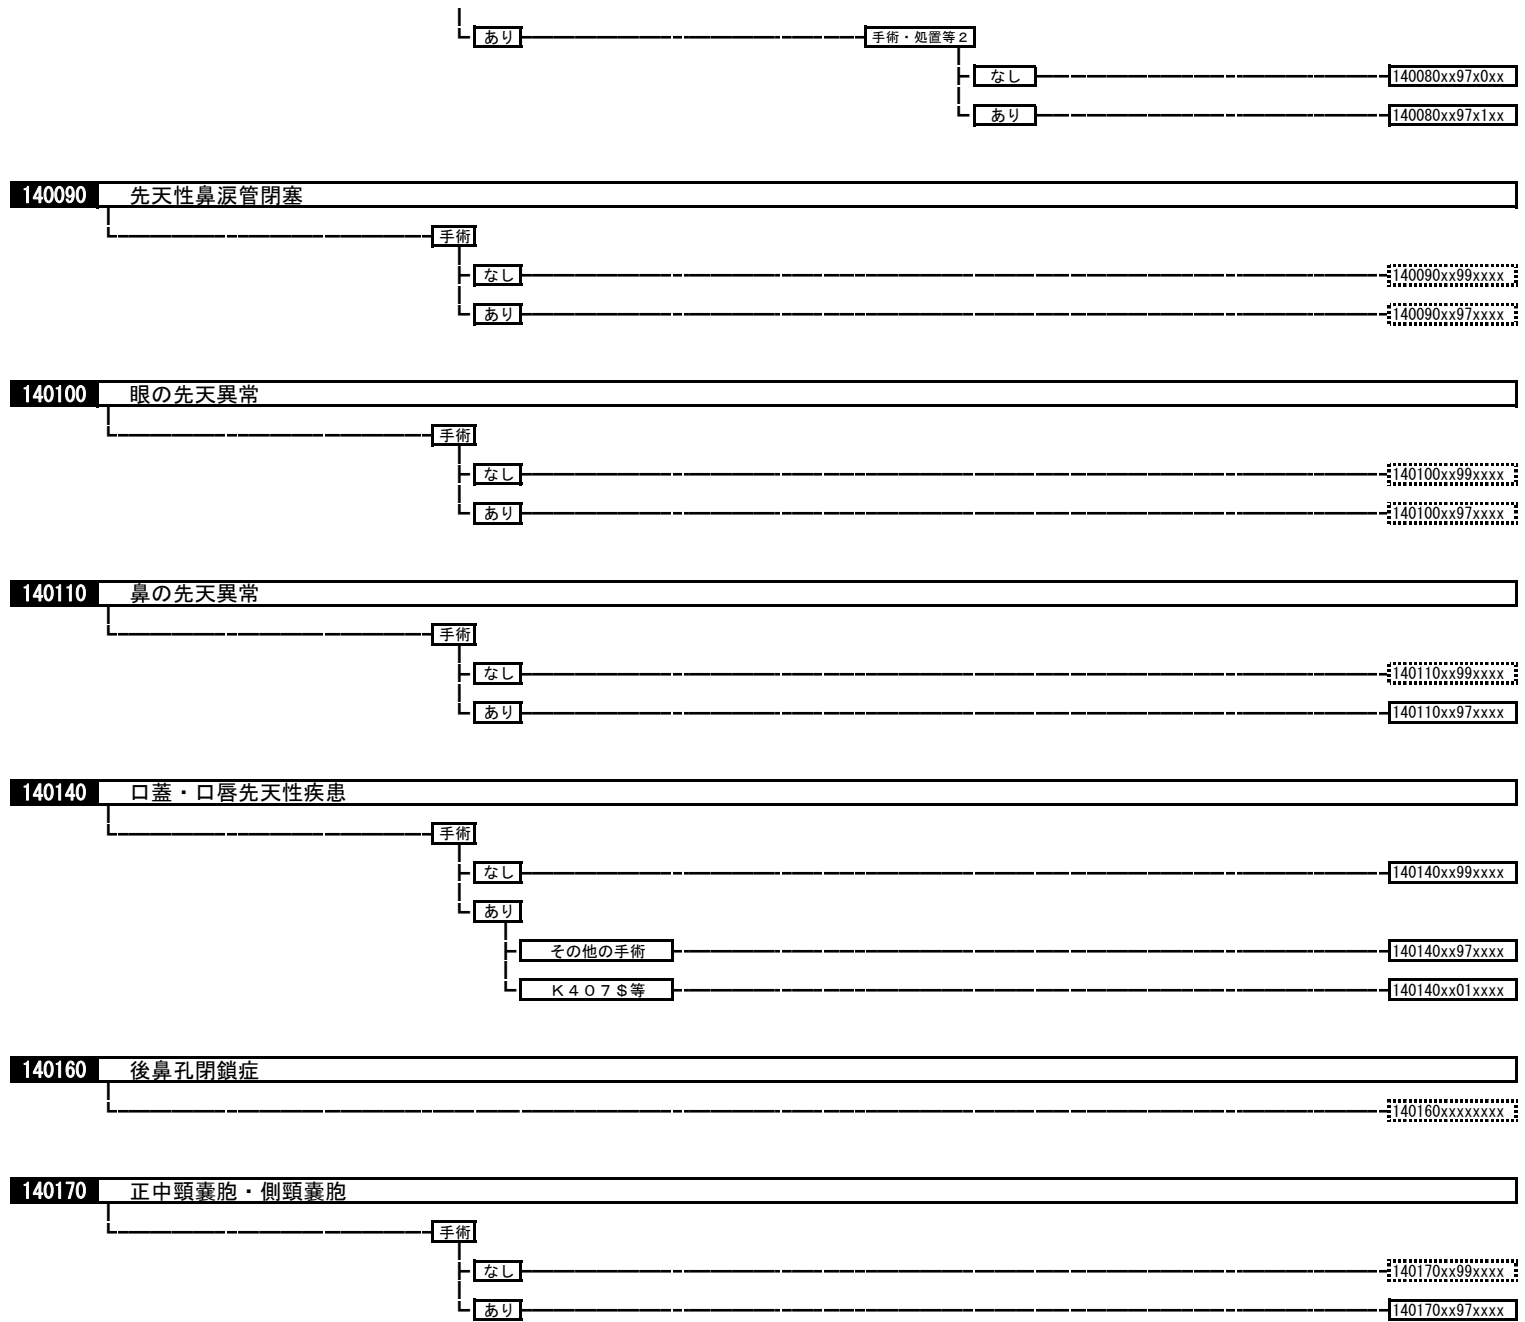 あり 手術・処置等２
なし 140080xx97x0xx
あり 140080xx97x1xx
140090 先天性鼻涙管閉塞
手術
なし 140090xx99xxxx
あり 140090xx97xxxx
140100 眼の先天異常
手術
なし 140100xx99xxxx
あり 140100xx97xxxx
140110 鼻の先天異常
手術
なし 140110xx99xxxx
あり 140110xx97xxxx
140140 口蓋・口唇先天性疾患
手術
なし 140140xx99xxxx
あり
その他の手術 140140xx97xxxx
Ｋ４０７＄等 140140xx01xxxx
140160 後鼻孔閉鎖症
140160xxxxxxxx
140170 正中頸嚢胞・側頸嚢胞
手術
なし 140170xx99xxxx
あり 140170xx97xxxx